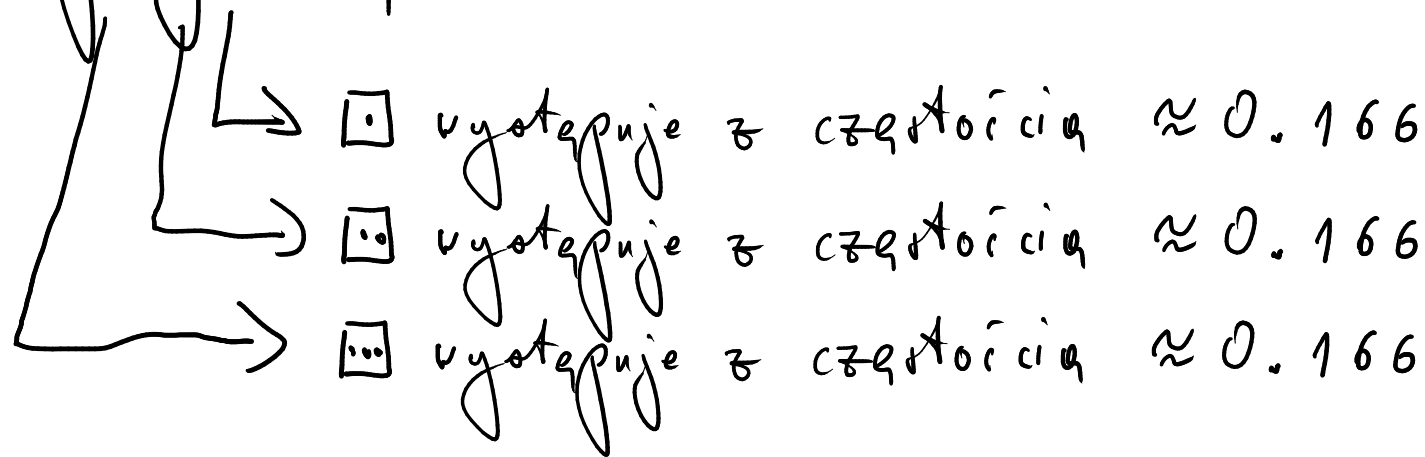 ⚀ występuje z częstością ≈ 0.166
⚁ występuje z częstością ≈ 0.166
⚂ występuje z częstością ≈ 0.166